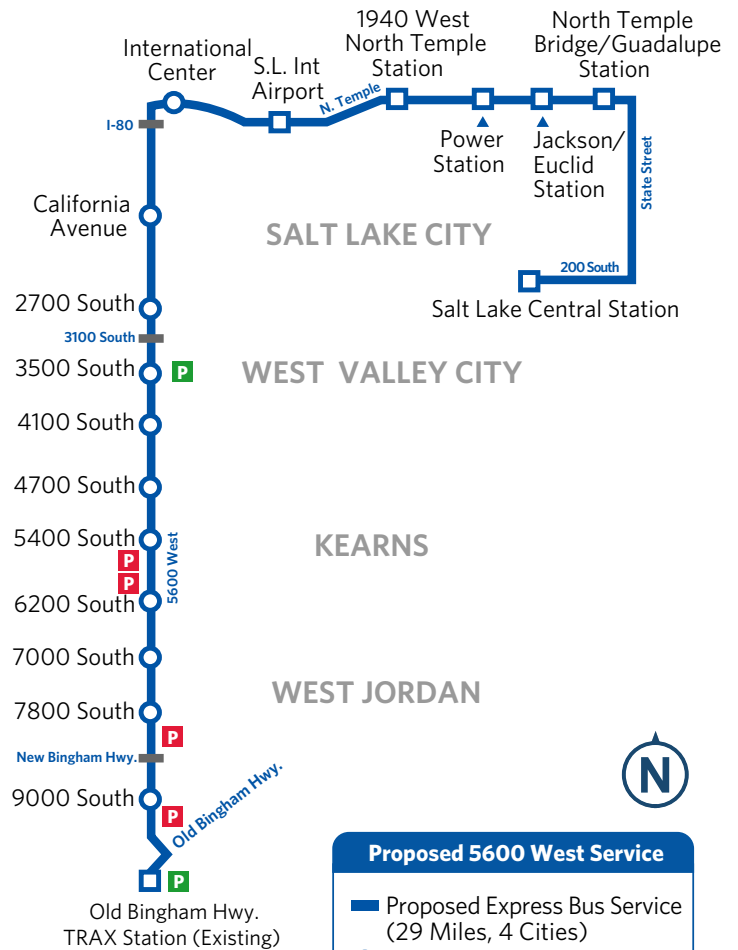 International
Center
S.L. Int
Airport
1940 West
North Temple
Station
North Temple
Bridge/Guadalupe
Station
N. Temple
I-80
Power
Station
Jackson/
Euclid
Station
State Street
California
Avenue
SALT LAKE CITY
200 South
Salt Lake Central Station
2700 South
3100 South
3500 South
P
WEST VALLEY CITY
4100 South
4700 South
5400 South
P
P
5600 West
KEARNS
6200 South
7000 South
WEST JORDAN
7800 South
P
New Bingham Hwy.
9000 South
P
Old Bingham Hwy.
N
P
Old Bingham Hwy.
TRAX Station (Existing)
Proposed 5600 West Service
Proposed Express Bus Service
(29 Miles, 4 Cities)